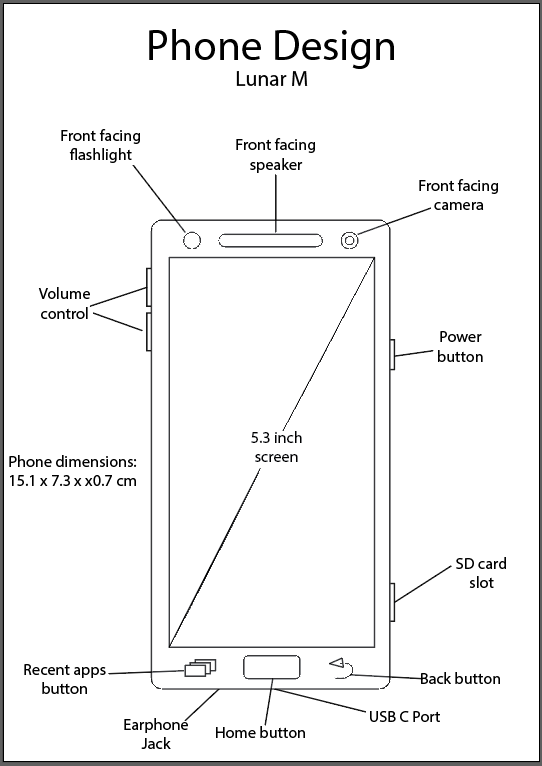 Phone Design
Lunar M
Front facing
flashlight
Front facing
speaker
Front facing
camera
Volume
control
Power
button
5.3 inch
screen
Phone dimensions:
15.1 x 7.3 x x0.7 cm
SD card
slot
Recent apps
button
Back button
Earphone
Jack
Home button
USB C Port